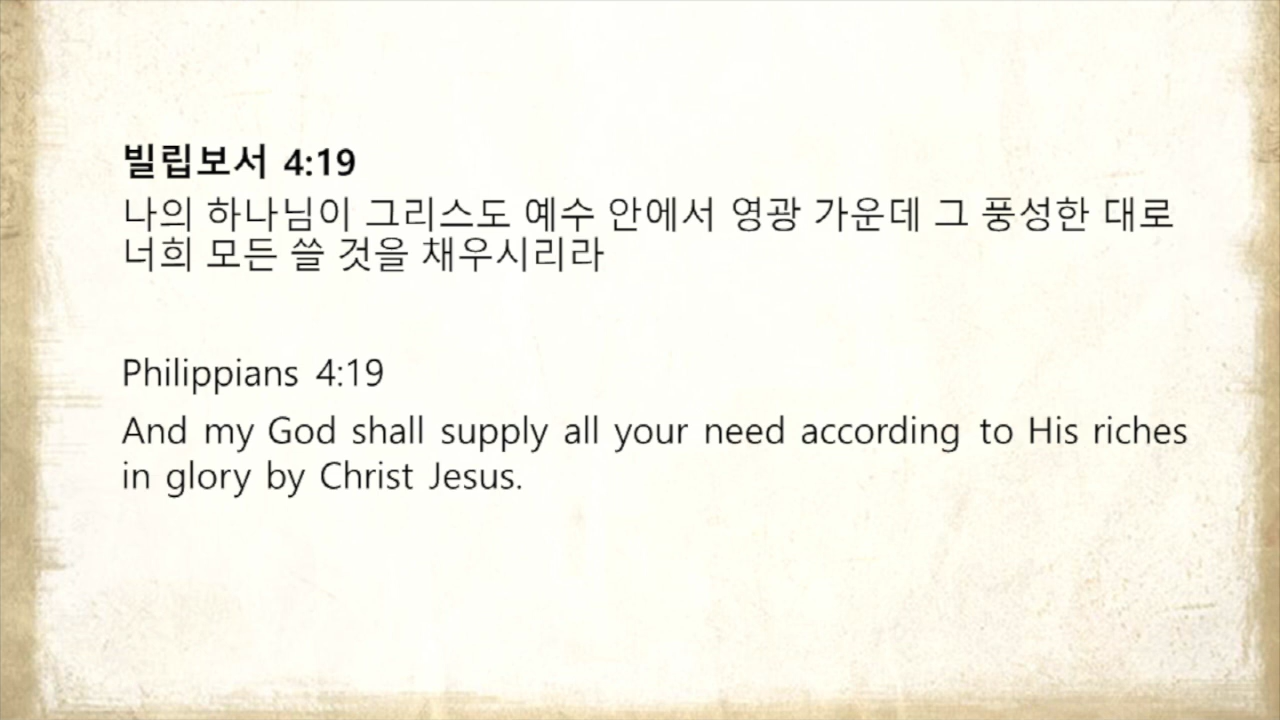 빌립보서 4:19
나의 하나님이 그리스도 예수 안에서 영광 가운데 그 풍성한 대로
너희 모든 쓸 것을 채우시리라
Philippians 4:19
And my God shall supply all your need according to His riches
in glory by Christ Jesus.